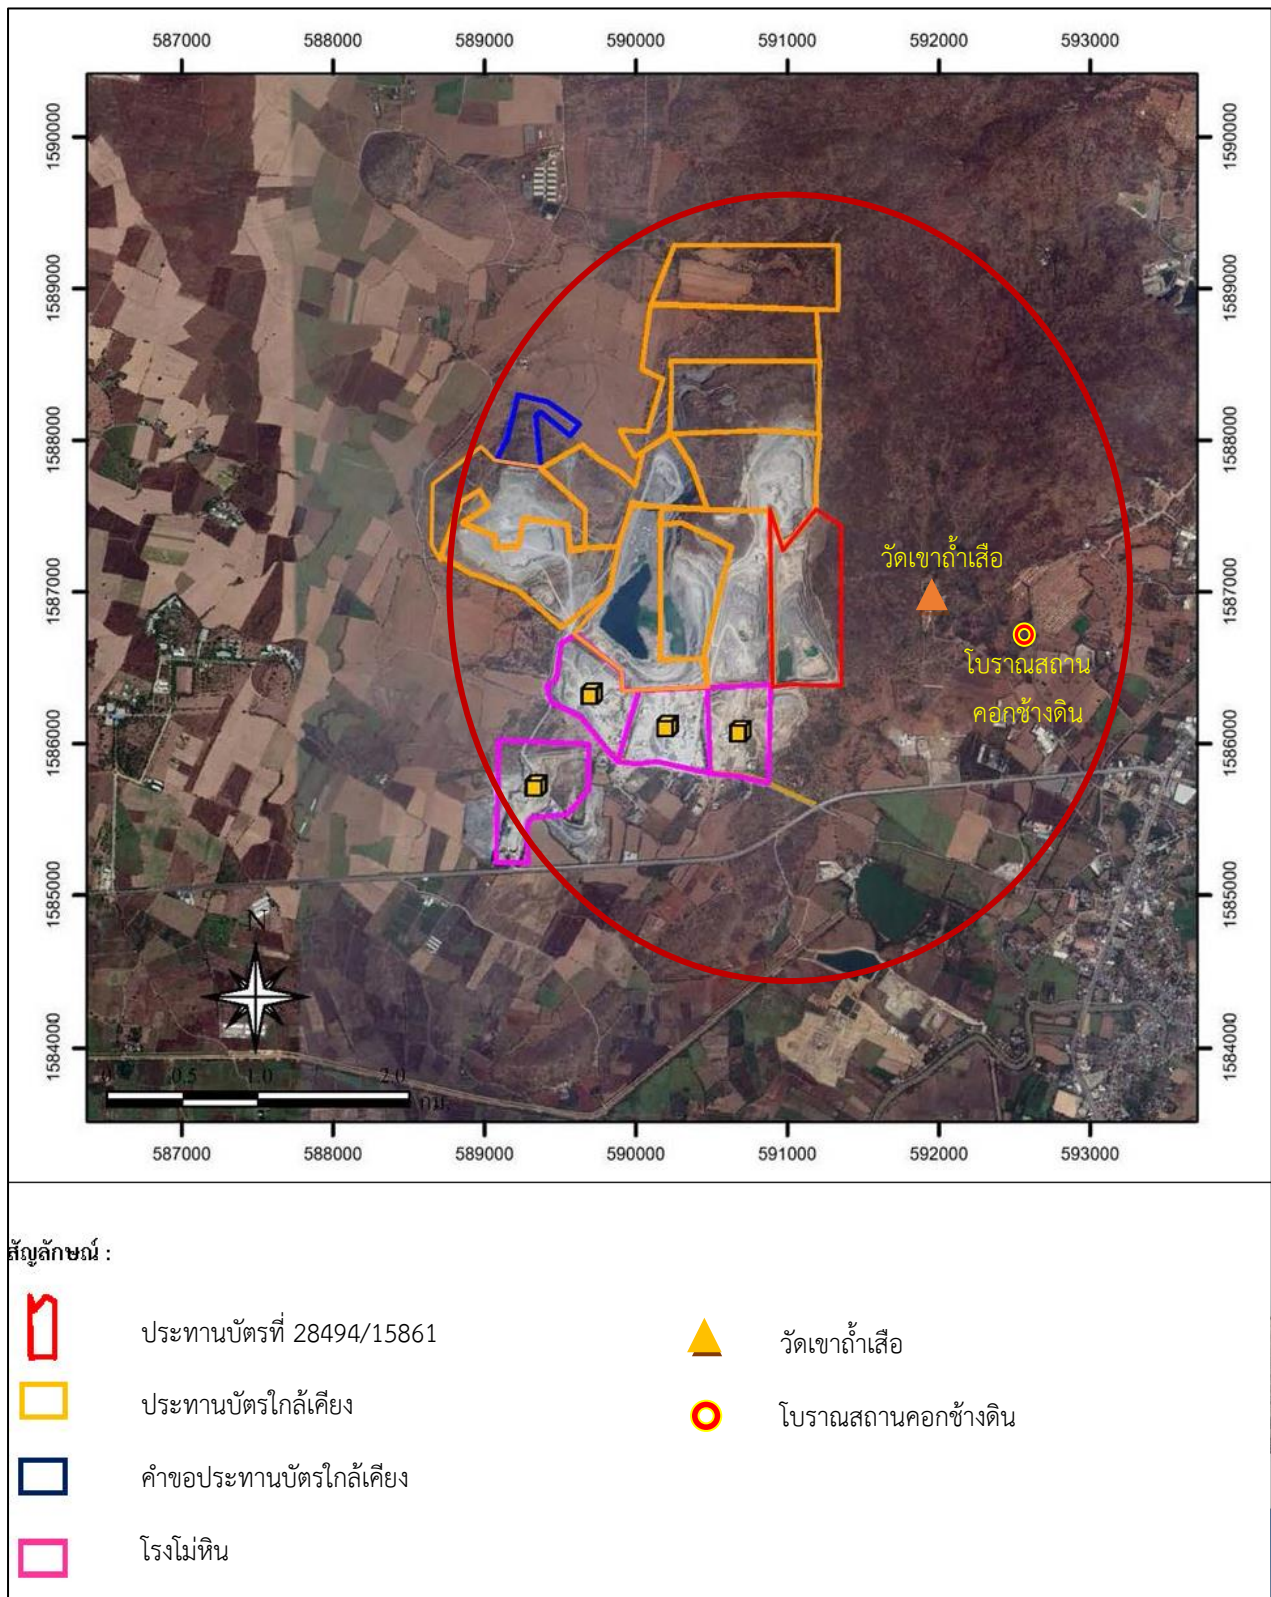 587000 588000 589000 590000 591000 592000 593000
1590000 1590000
1589000 1589000
1588000 1588000
1587000 1587000
วัดเขาถ้ำเสือ
โบราณสถาน
คอกช้างดิน
1586000 1586000
1585000 1585000
N
1584000 1584000
0 0.5 1.0 2.0
กม.
587000 588000 589000 590000 591000 592000 593000
สัญลักษณ์ :
ประทานบัตรที่ 28494/15861
วัดเขาถ้ำเสือ
ประทานบัตรใกล้เคียง
โบราณสถานคอกช้างดิน
คำขอประทานบัตรใกล้เคียง
โรงโม่หิน